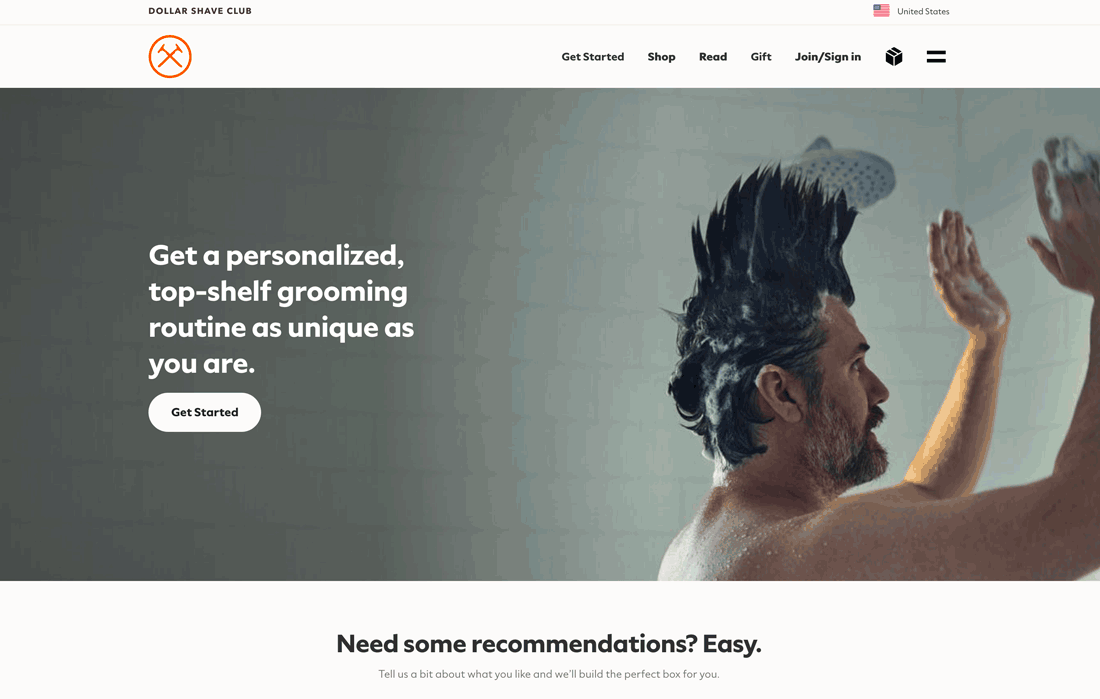 DOLLAR SHAVE CLUB
United States
Get Started Shop Read Gift Join/Sign in
Get a personalized,
top-shelf grooming
routine as unique as
you are.
Get Started
Need some recommendations? Easy.
Tell us a bit about what you like and we'll build the perfect box for you.